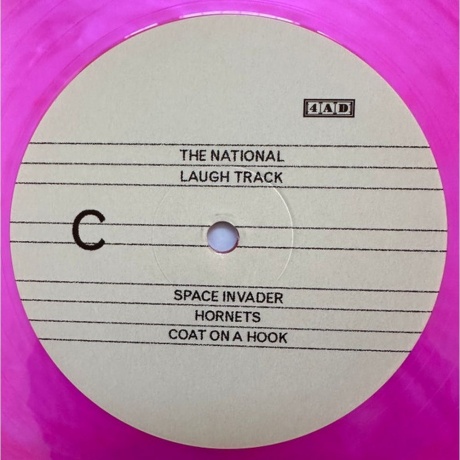 4AD
THE NATIONAL
LAUGH TRACK
C
SPACE INVADER
HORNETS
COAT ON A HOOK